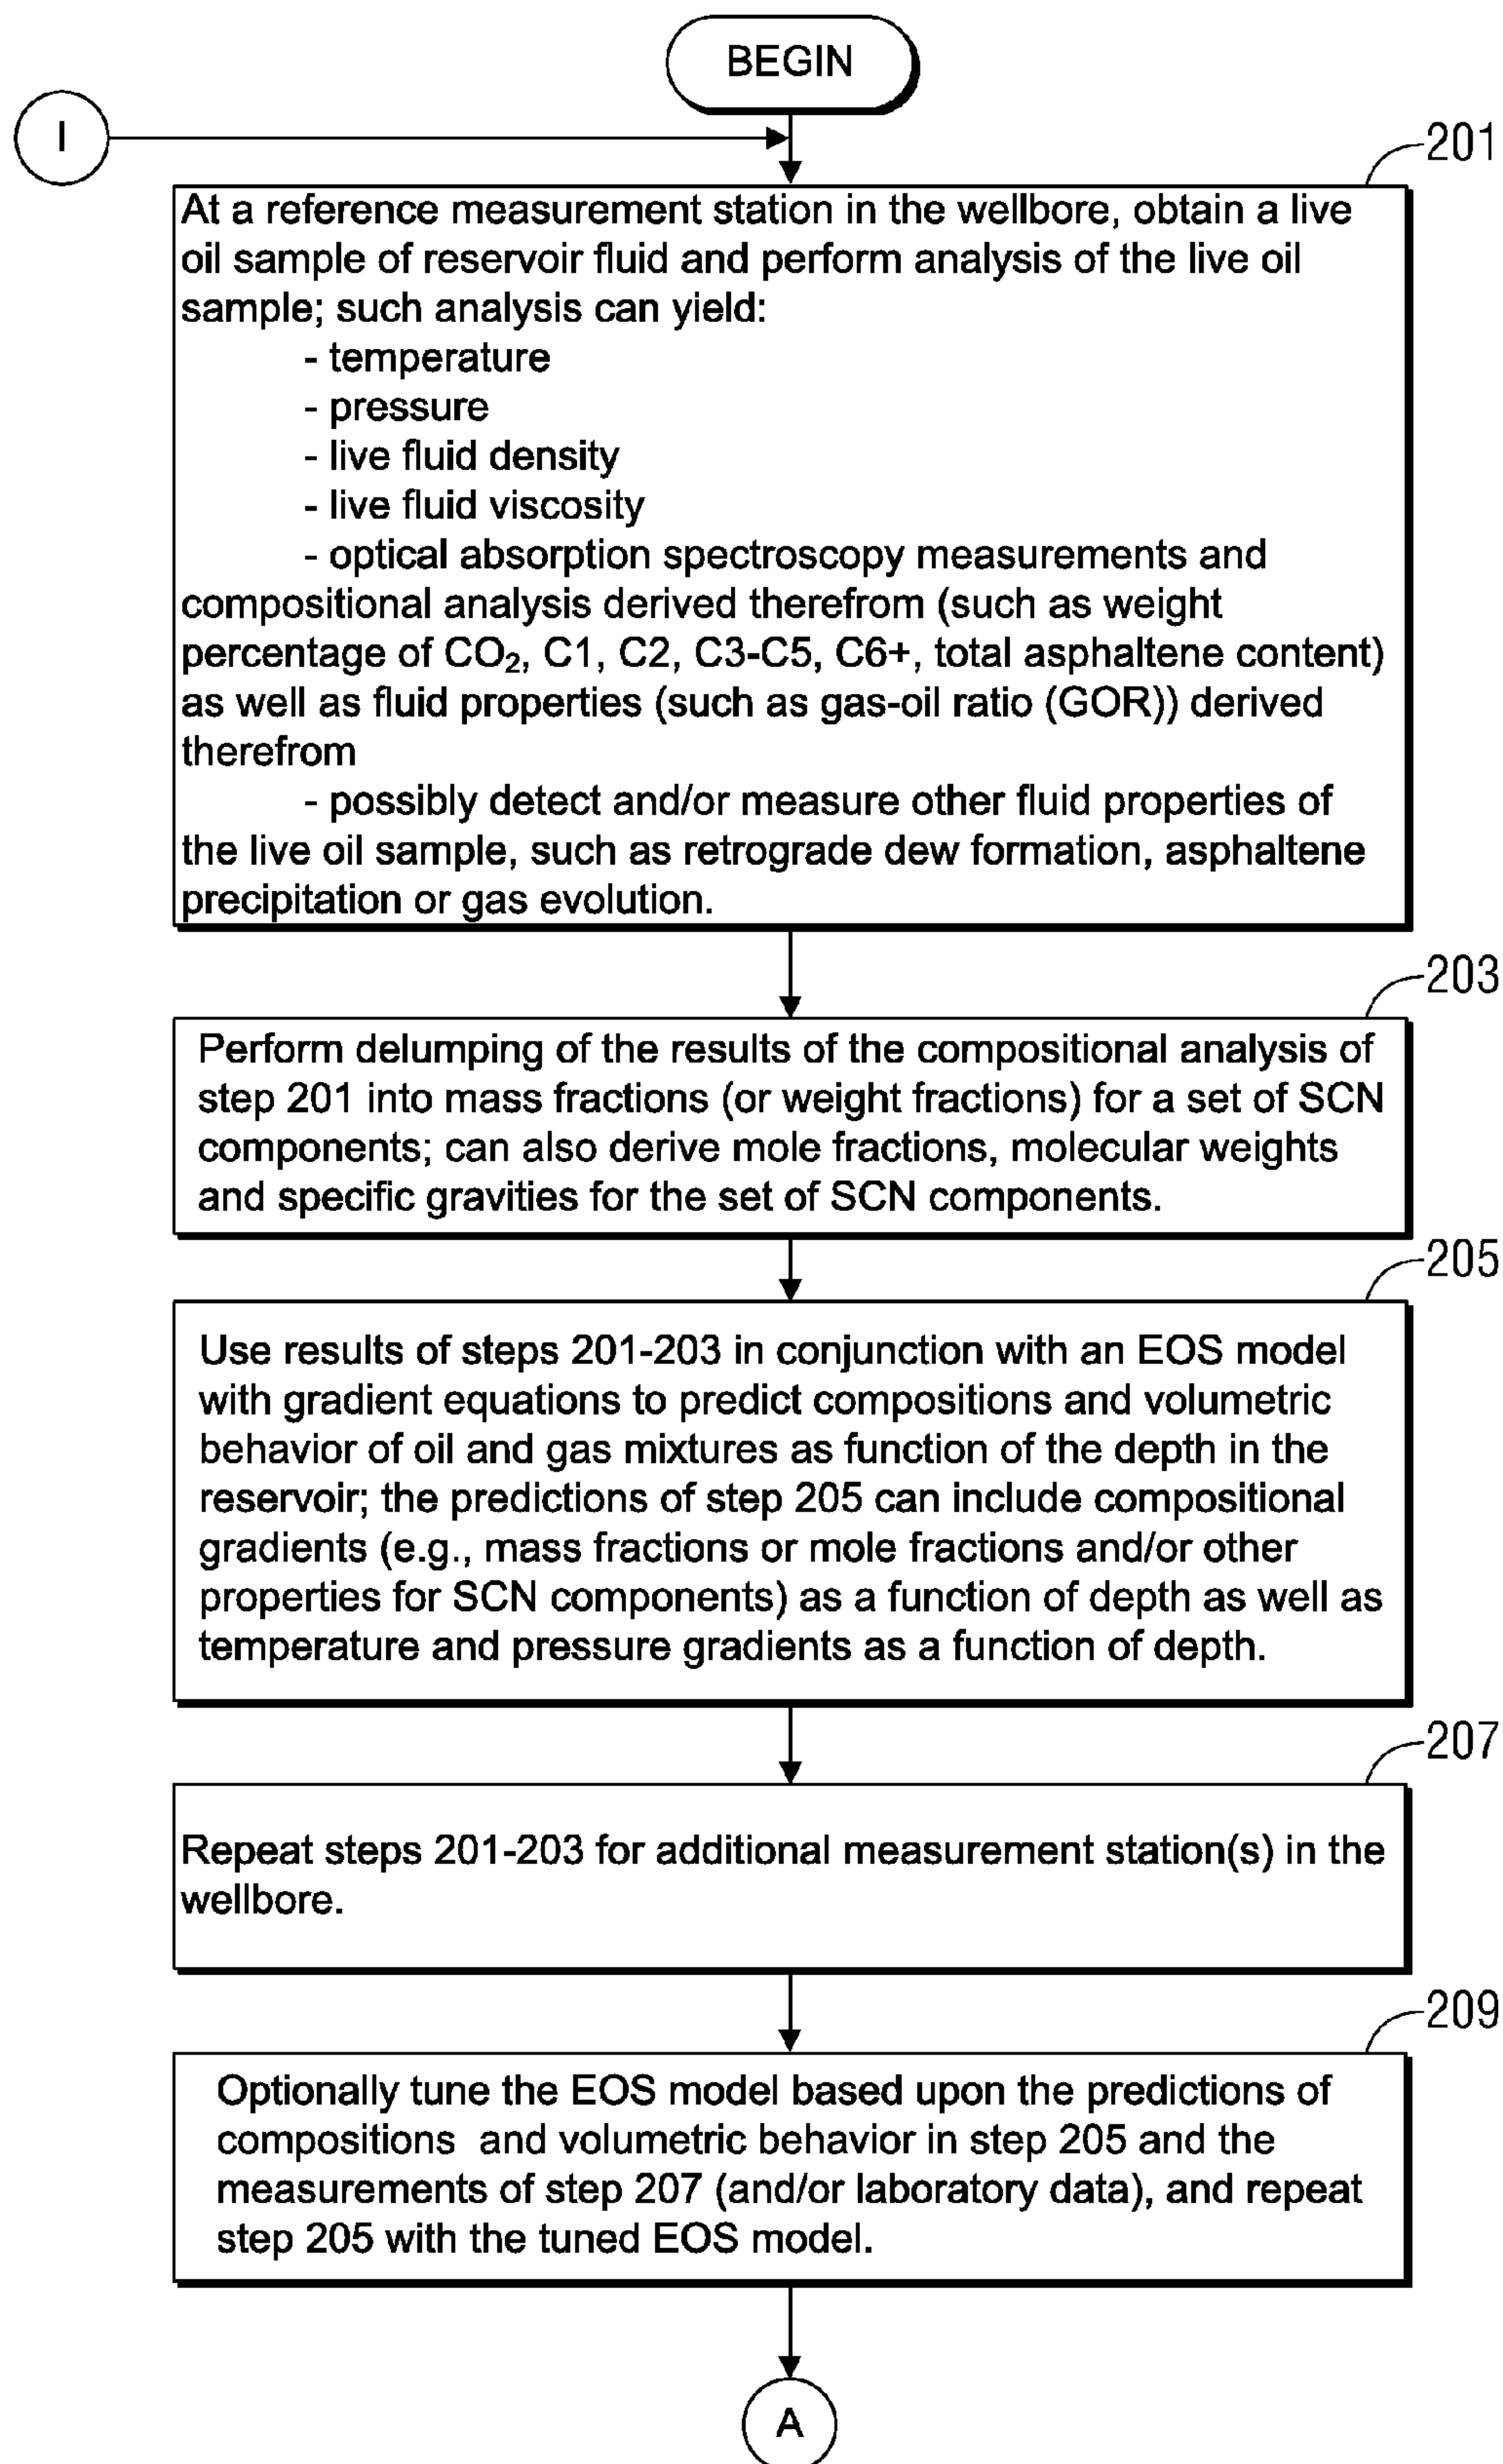 BEGIN
I
201
At a reference measurement station in the wellbore, obtain a live
oil sample of reservoir fluid and perform analysis of the live oil
sample; such analysis can yield:
- temperature
- pressure
- live fluid density
- live fluid viscosity
- optical absorption spectroscopy measurements and
compositional analysis derived therefrom (such as weight
percentage of CO₂, C1, C2, C3-C5, C6+, total asphaltene content)
as well as fluid properties (such as gas-oil ratio (GOR)) derived
therefrom
- possibly detect and/or measure other fluid properties of
the live oil sample, such as retrograde dew formation, asphaltene
precipitation or gas evolution.
203
Perform delumping of the results of the compositional analysis of
step 201 into mass fractions (or weight fractions) for a set of SCN
components; can also derive mole fractions, molecular weights
and specific gravities for the set of SCN components.
205
Use results of steps 201-203 in conjunction with an EOS model
with gradient equations to predict compositions and volumetric
behavior of oil and gas mixtures as function of the depth in the
reservoir; the predictions of step 205 can include compositional
gradients (e.g., mass fractions or mole fractions and/or other
properties for SCN components) as a function of depth as well as
temperature and pressure gradients as a function of depth.
207
Repeat steps 201-203 for additional measurement station(s) in the
wellbore.
209
Optionally tune the EOS model based upon the predictions of
compositions and volumetric behavior in step 205 and the
measurements of step 207 (and/or laboratory data), and repeat
step 205 with the tuned EOS model.
A